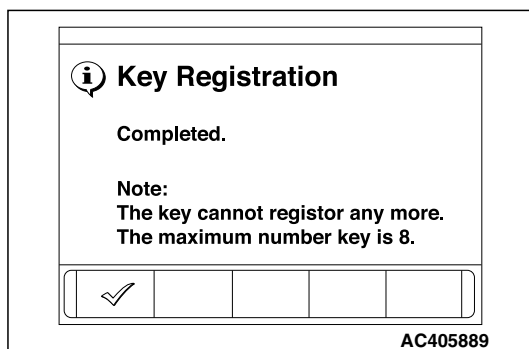 Key Registration
Completed.
Note:
The key cannot registor any more.
The maximum number key is 8.
AC405889